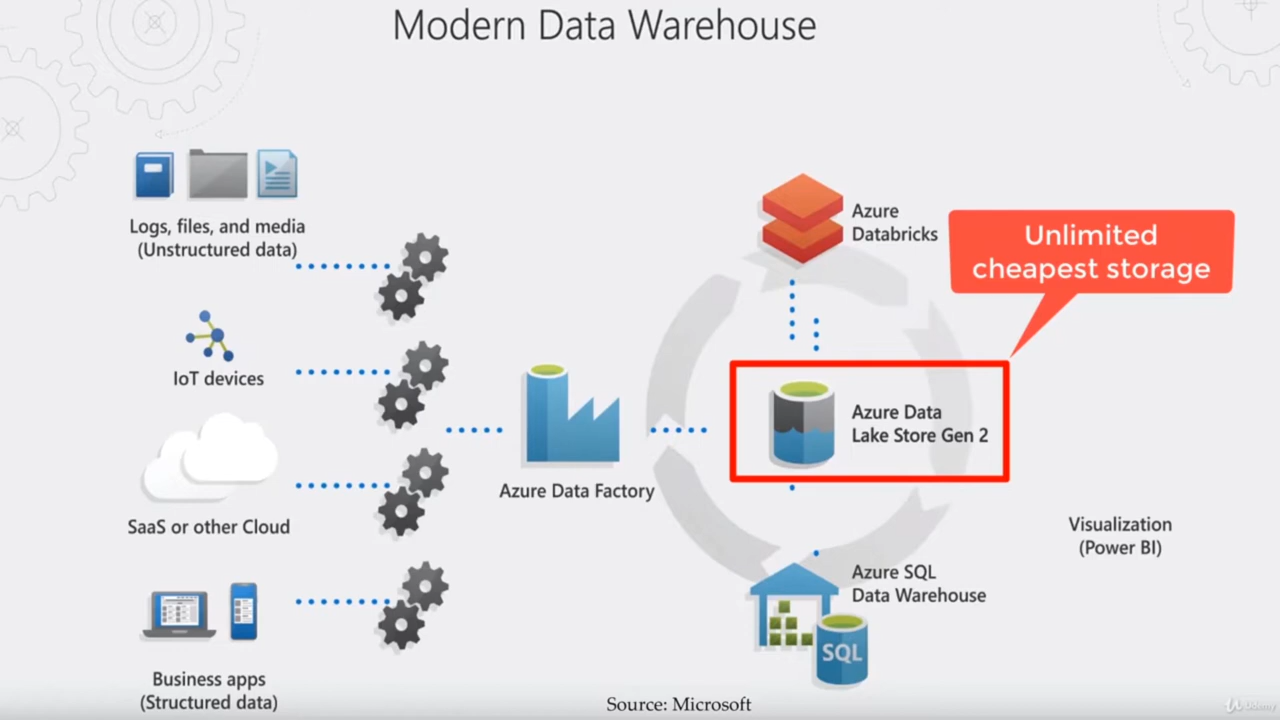 Modern Data Warehouse
Logs, files, and media
(Unstructured data)
IoT devices
SaaS or other Cloud
Business apps
(Structured data)
Azure Data Factory
Azure
Databricks
Unlimited
cheapest storage
Azure Data
Lake Store Gen 2
Azure SQL
Data Warehouse
SQL
Visualization
(Power BI)
Source: Microsoft
Udemy